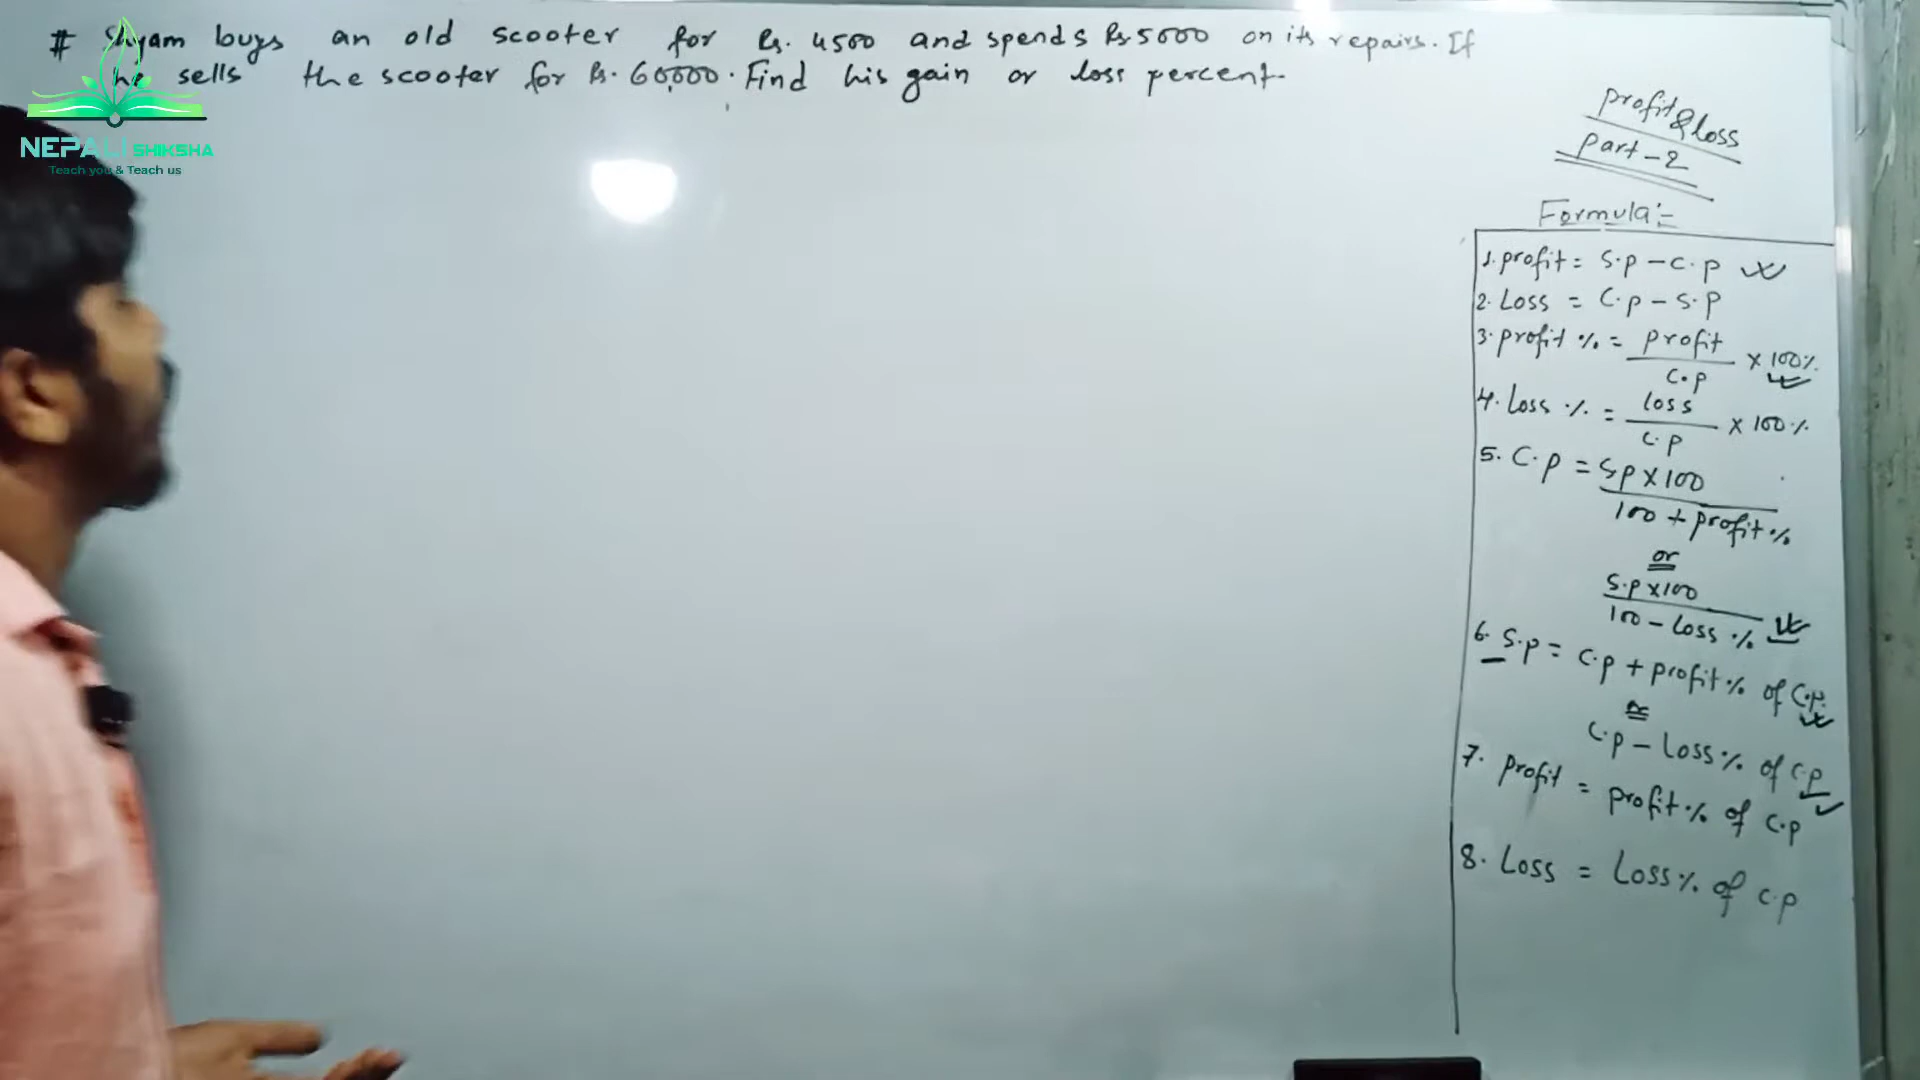 # Shyam buys an old scooter for Rs. 4500 and spends Rs 5000 on its repairs. If
he sells the scooter for Rs. 60,000. Find his gain or loss percent.
NEPALI SHIKSHA
Teach you & Teach us
profit & loss
part-2
Formula:-
1. profit = S.p - C.p
2. Loss = C.p - S.p
3. profit % = profit / C.p × 100%
4. Loss % = loss / C.p × 100%
5. C.p = S.p × 100 / 100 + profit %
or
S.p × 100 / 100 - Loss %
6. S.p = C.p + profit % of C.p.
or
C.p - Loss % of C.p
7. profit = profit % of C.p
8. Loss = Loss % of C.p